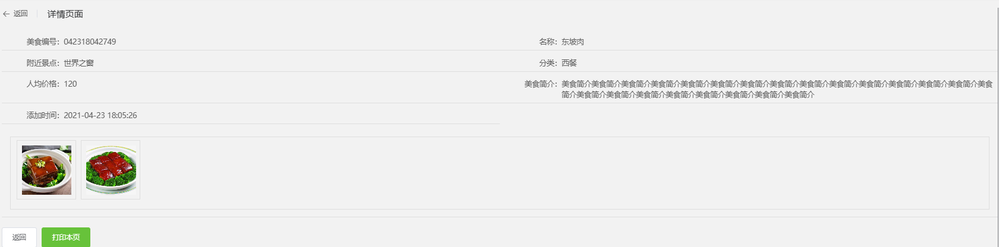 返回 详情页面
美食编号：042318042749 名称：东坡肉
附近景点：世界之窗 分类：西餐
人均价格：120 美食简介：美食简介美食简介美食简介美食简介美食简介美食简介美食简介美食简介美食简介美食简介美食简介美食简介美食简介美食简介美食
简介美食简介美食简介美食简介美食简介美食简介美食简介美食简介美食简介
添加时间：2021-04-23 18:05:26
返回 打印本页